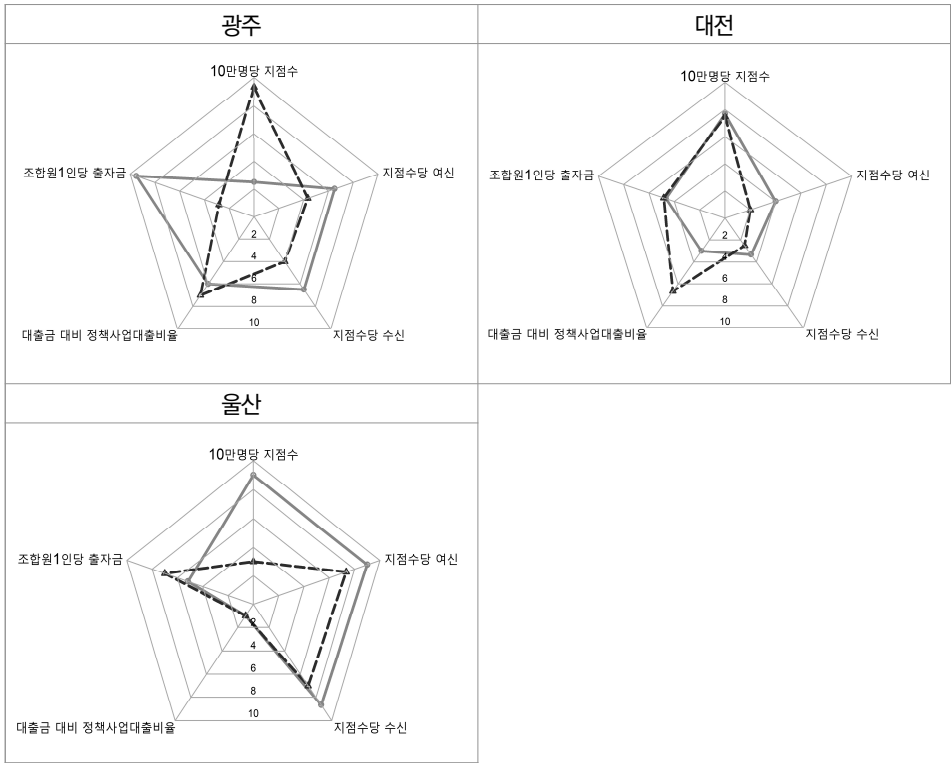 광주
10만명당 지점수
조합원1인당 출자금
지점수당 여신
2
4
6
8
10
대출금 대비 정책사업대출비율
지점수당 수신
대전
10만명당 지점수
조합원1인당 출자금
지점수당 여신
2
4
6
8
10
대출금 대비 정책사업대출비율
지점수당 수신
울산
10만명당 지점수
조합원1인당 출자금
지점수당 여신
2
4
6
8
10
대출금 대비 정책사업대출비율
지점수당 수신